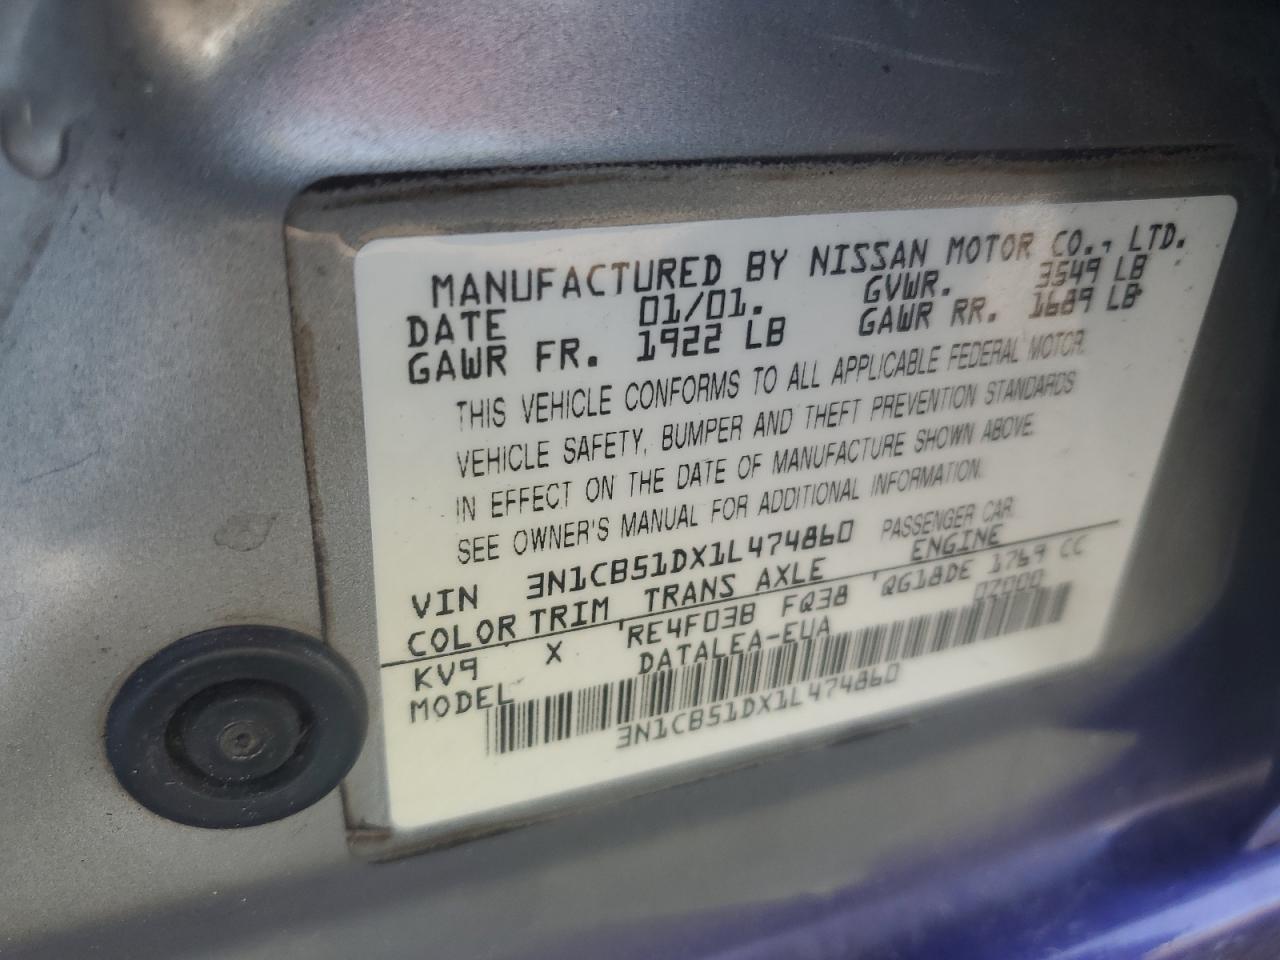 MANUFACTURED BY NISSAN MOTOR CO., LTD.
DATE 01/01. GVWR. 3549 LB
GAWR FR. 1922 LB GAWR RR. 1689 LB
THIS VEHICLE CONFORMS TO ALL APPLICABLE FEDERAL MOTOR
VEHICLE SAFETY, BUMPER AND THEFT PREVENTION STANDARDS
IN EFFECT ON THE DATE OF MANUFACTURE SHOWN ABOVE.
SEE OWNER'S MANUAL FOR ADDITIONAL INFORMATION.
VIN 3N1CB51DX1L474860 PASSENGER CAR
COLOR TRIM TRANS AXLE ENGINE
KV9 X RE4F03B FQ38 QG18DE 1769 CC
MODEL DATALEA-EUA 07000
3N1CB51DX1L474860